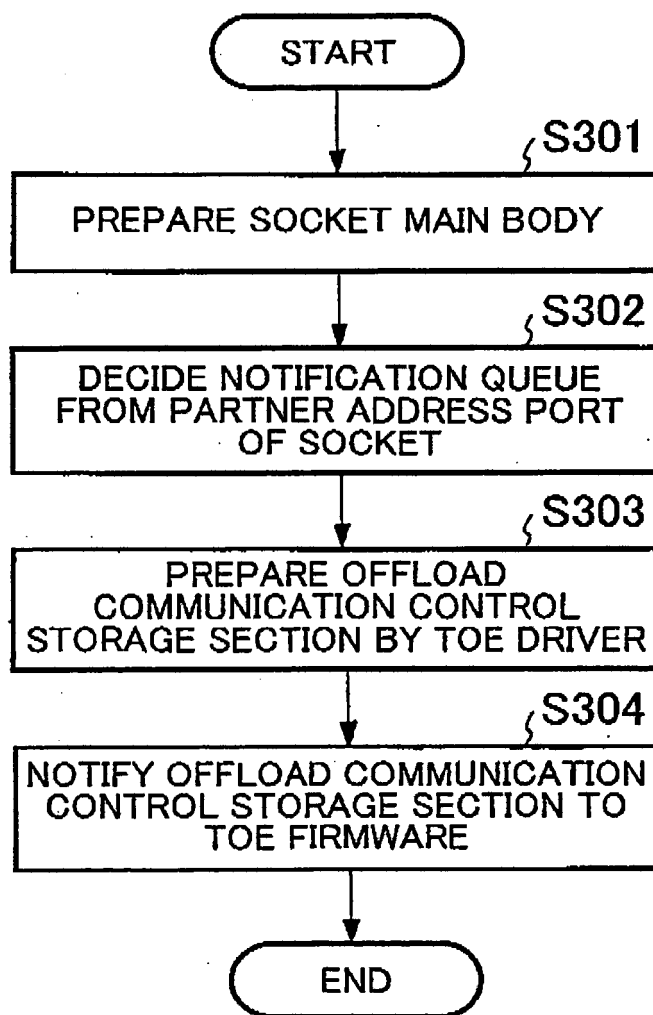 START
S301
PREPARE SOCKET MAIN BODY
S302
DECIDE NOTIFICATION QUEUE
FROM PARTNER ADDRESS PORT
OF SOCKET
S303
PREPARE OFFLOAD
COMMUNICATION CONTROL
STORAGE SECTION BY TOE DRIVER
S304
NOTIFY OFFLOAD COMMUNICATION
CONTROL STORAGE SECTION TO
TOE FIRMWARE
END